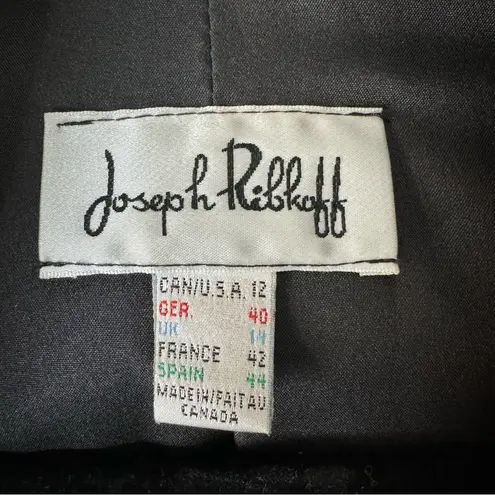 Joseph Ribkoff
CAN/U.S.A. 12
GER. 40
UK 14
FRANCE 42
SPAIN 44
MADE IN/FAIT AU
CANADA